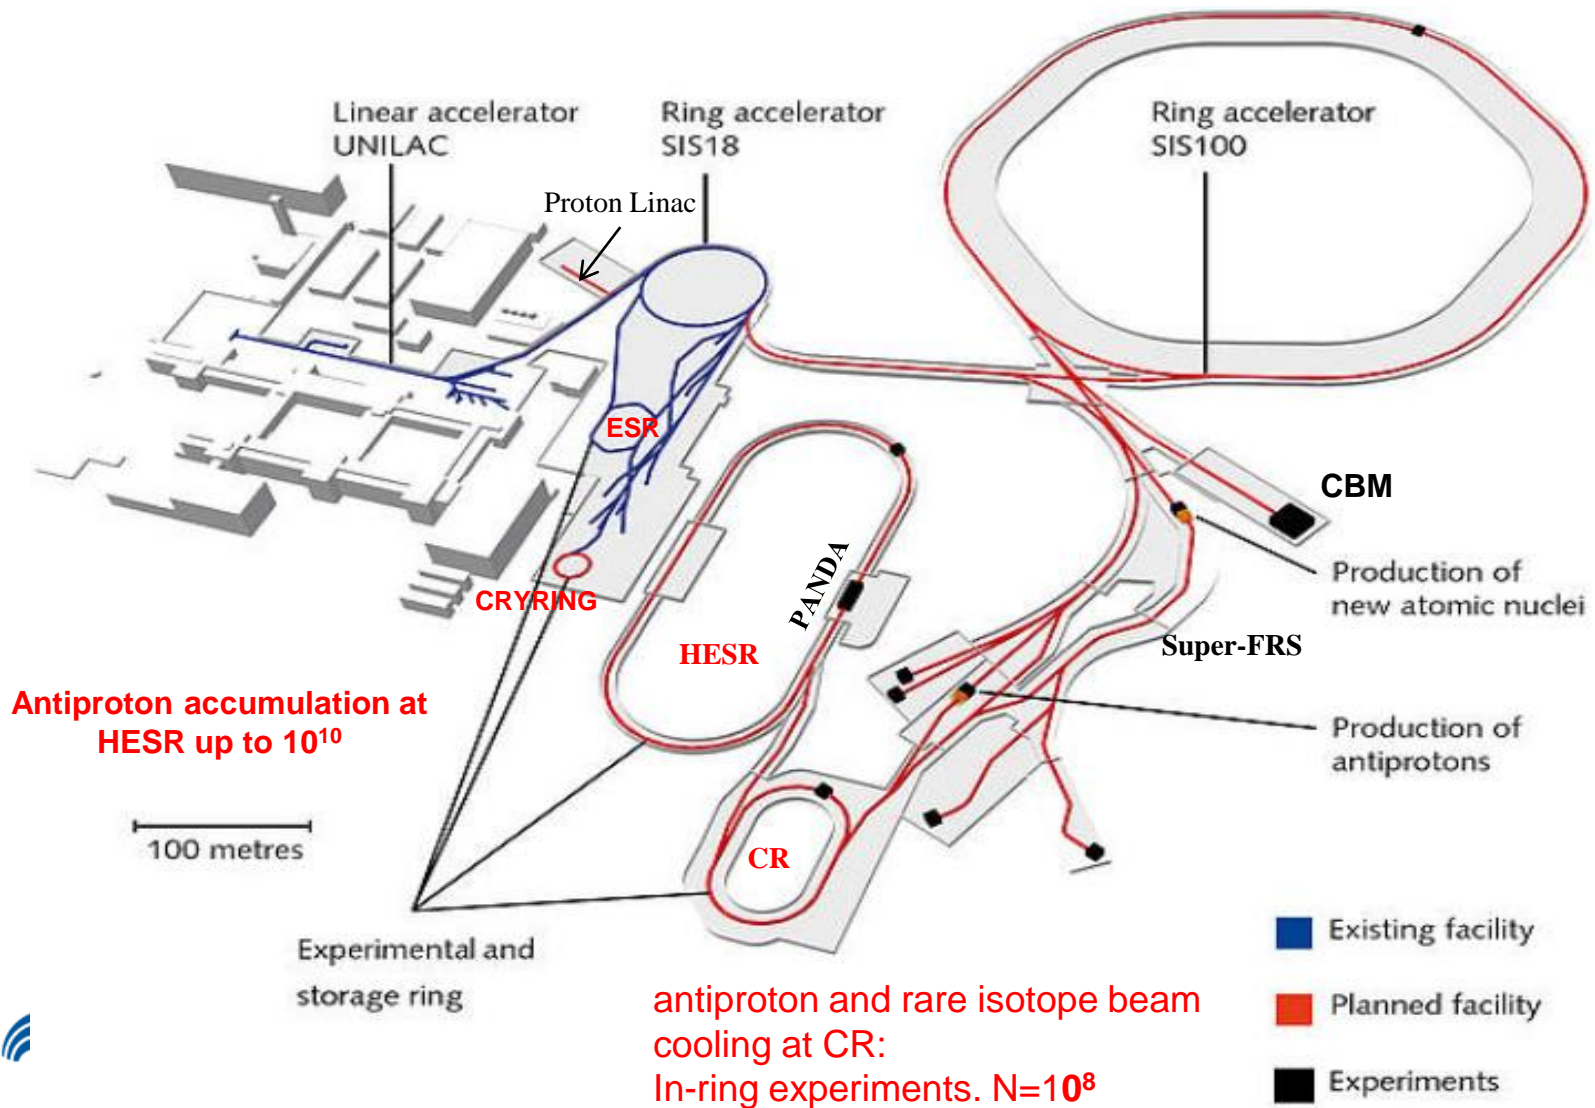 Linear accelerator
UNILAC
Ring accelerator
SIS18
Ring accelerator
SIS100
Proton Linac
ESR
CBM
CRYRING
PANDA
HESR
Production of
new atomic nuclei
Super-FRS
Antiproton accumulation at
HESR up to 10¹⁰
Production of
antiprotons
100 metres
CR
Experimental and
storage ring
antiproton and rare isotope beam
cooling at CR:
In-ring experiments. N=10⁸
Existing facility
Planned facility
Experiments